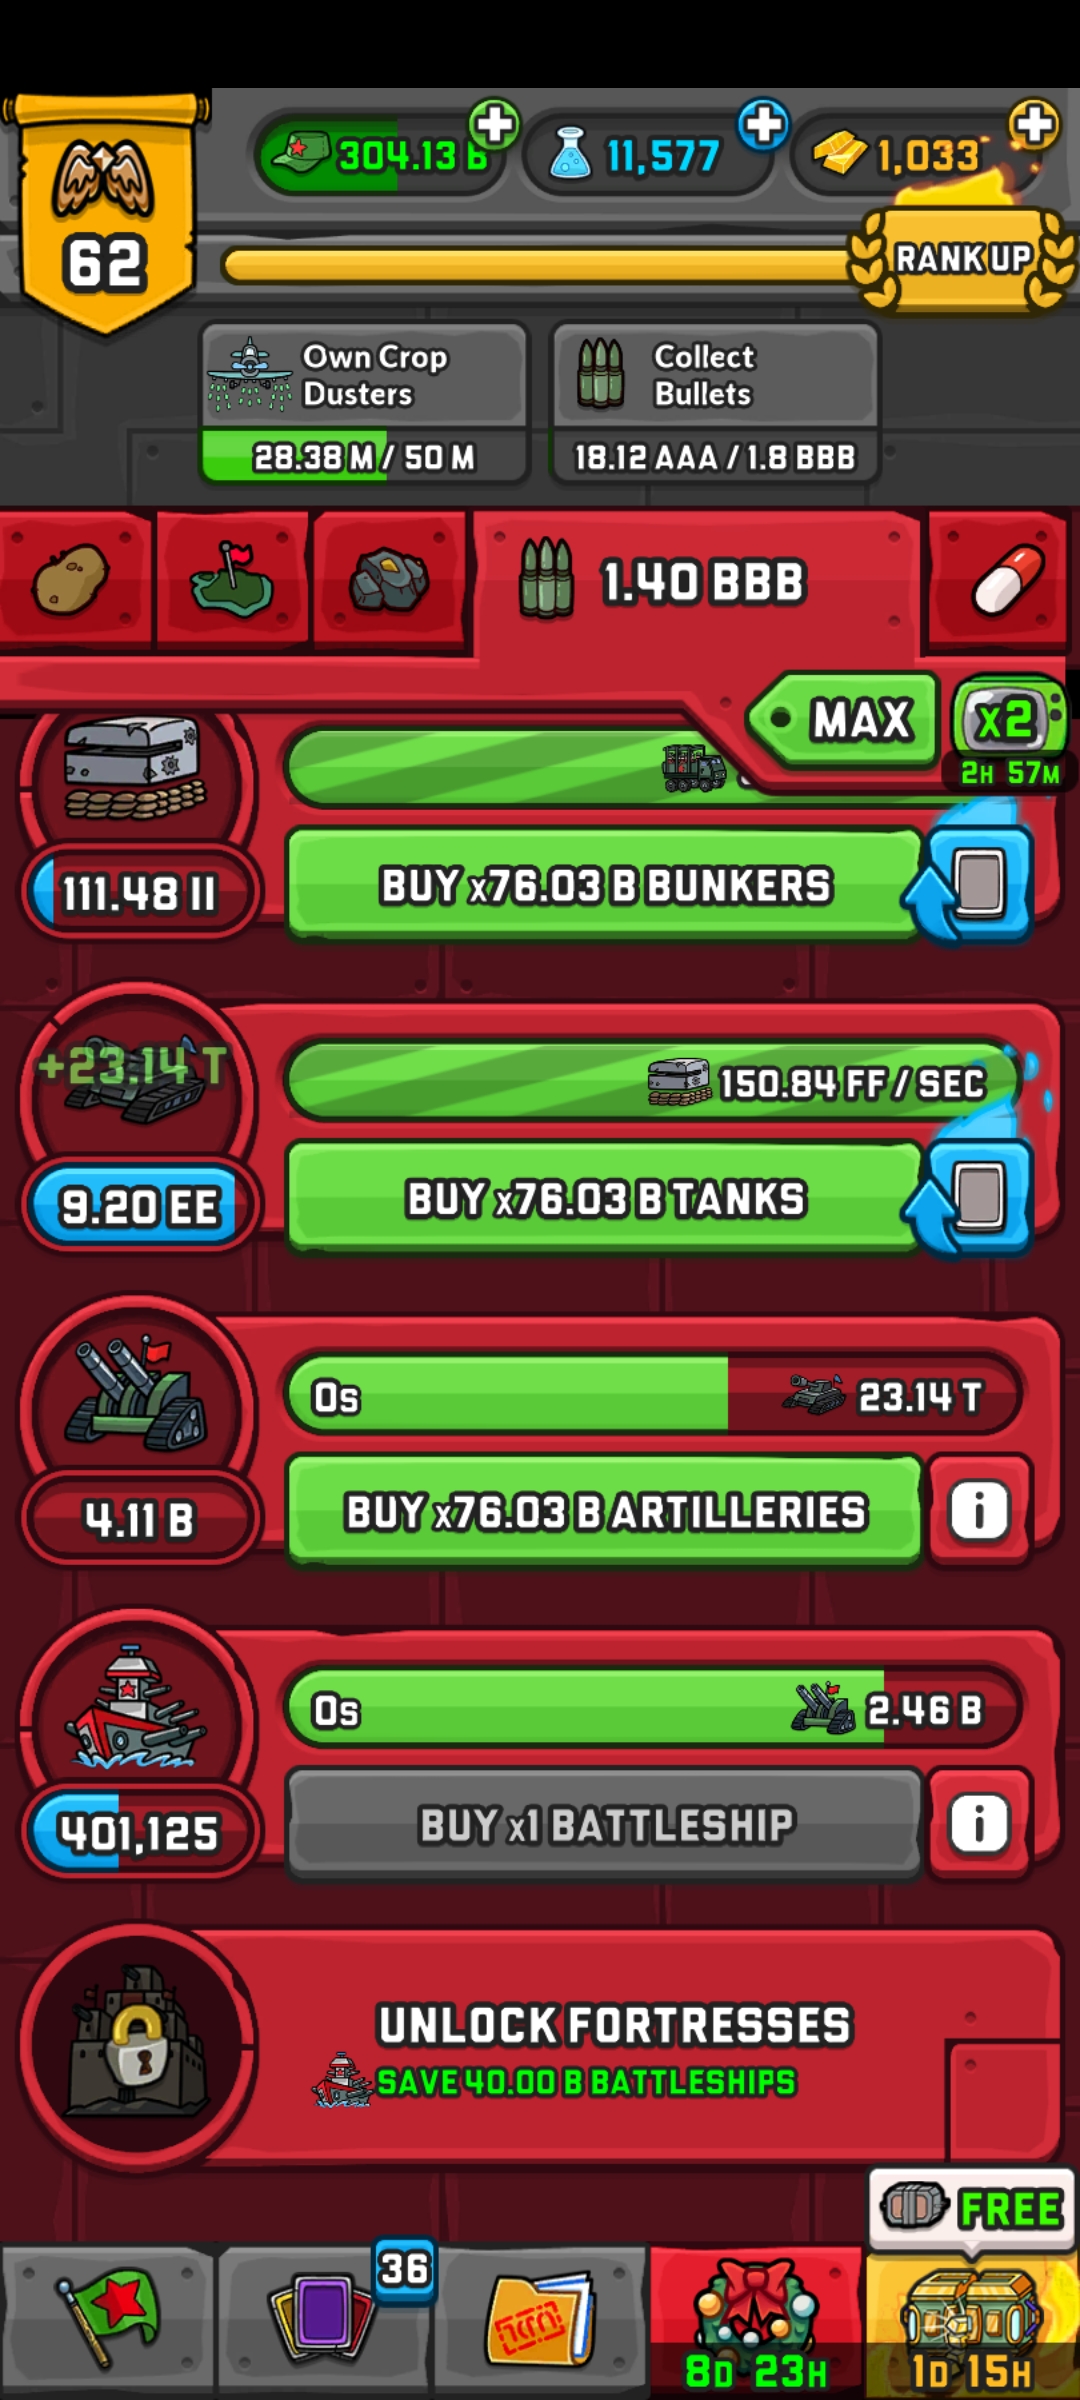 304.13 B
11,577
1,033
62
RANK UP
Own Crop
Dusters
28.38 M / 50 M
Collect
Bullets
18.12 AAA / 1.8 BBB
1.40 BBB
MAX
x2
2H 57M
111.48 II
BUY x76.03 B BUNKERS
+23.14 T
150.84 FF / SEC
9.20 EE
BUY x76.03 B TANKS
0s
23.14 T
4.11 B
BUY x76.03 B ARTILLERIES
i
0s
2.46 B
401,125
BUY x1 BATTLESHIP
i
UNLOCK FORTRESSES
SAVE 40.00 B BATTLESHIPS
FREE
36
8D 23H
1D 15H